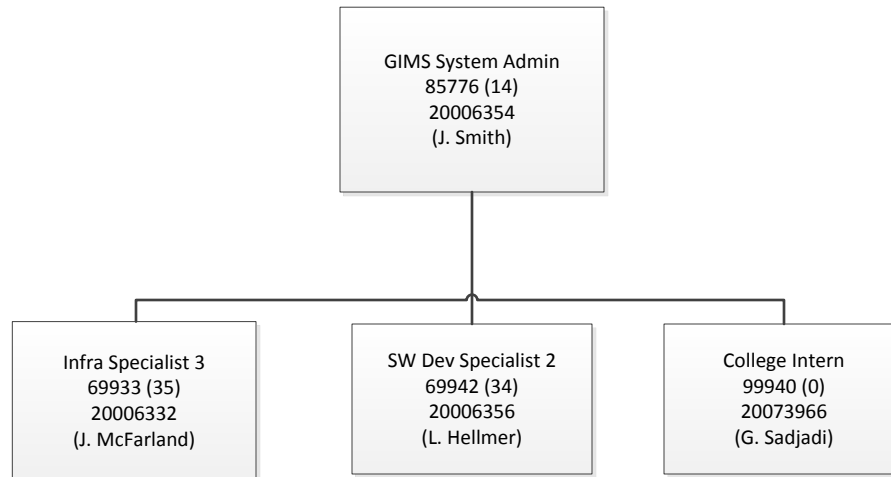 GIMS System Admin
85776 (14)
20006354
(J. Smith)
Infra Specialist 3
69933 (35)
20006332
(J. McFarland)
SW Dev Specialist 2
69942 (34)
20006356
(L. Hellmer)
College Intern
99940 (0)
20073966
(G. Sadjadi)